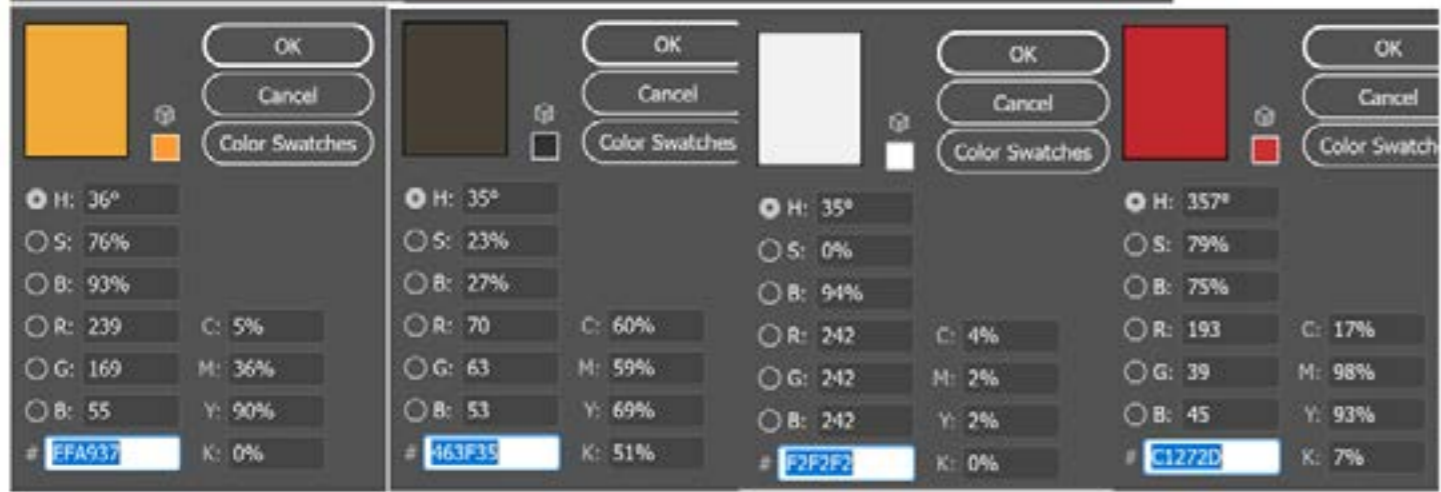 OK
Cancel
Color Swatches
H: 36°
S: 76%
B: 93%
R: 239 C: 5%
G: 169 M: 36%
B: 55 Y: 90%
# EFA937 K: 0%
OK
Cancel
Color Swatches
H: 35°
S: 23%
B: 27%
R: 70 C: 60%
G: 63 M: 59%
B: 53 Y: 69%
# 463F35 K: 51%
OK
Cancel
Color Swatches
H: 35°
S: 0%
B: 94%
R: 242 C: 4%
G: 242 M: 2%
B: 242 Y: 2%
# F2F2F2 K: 0%
OK
Cancel
Color Swatch
H: 357°
S: 79%
B: 75%
R: 193 C: 17%
G: 39 M: 98%
B: 45 Y: 93%
# C1272D K: 7%